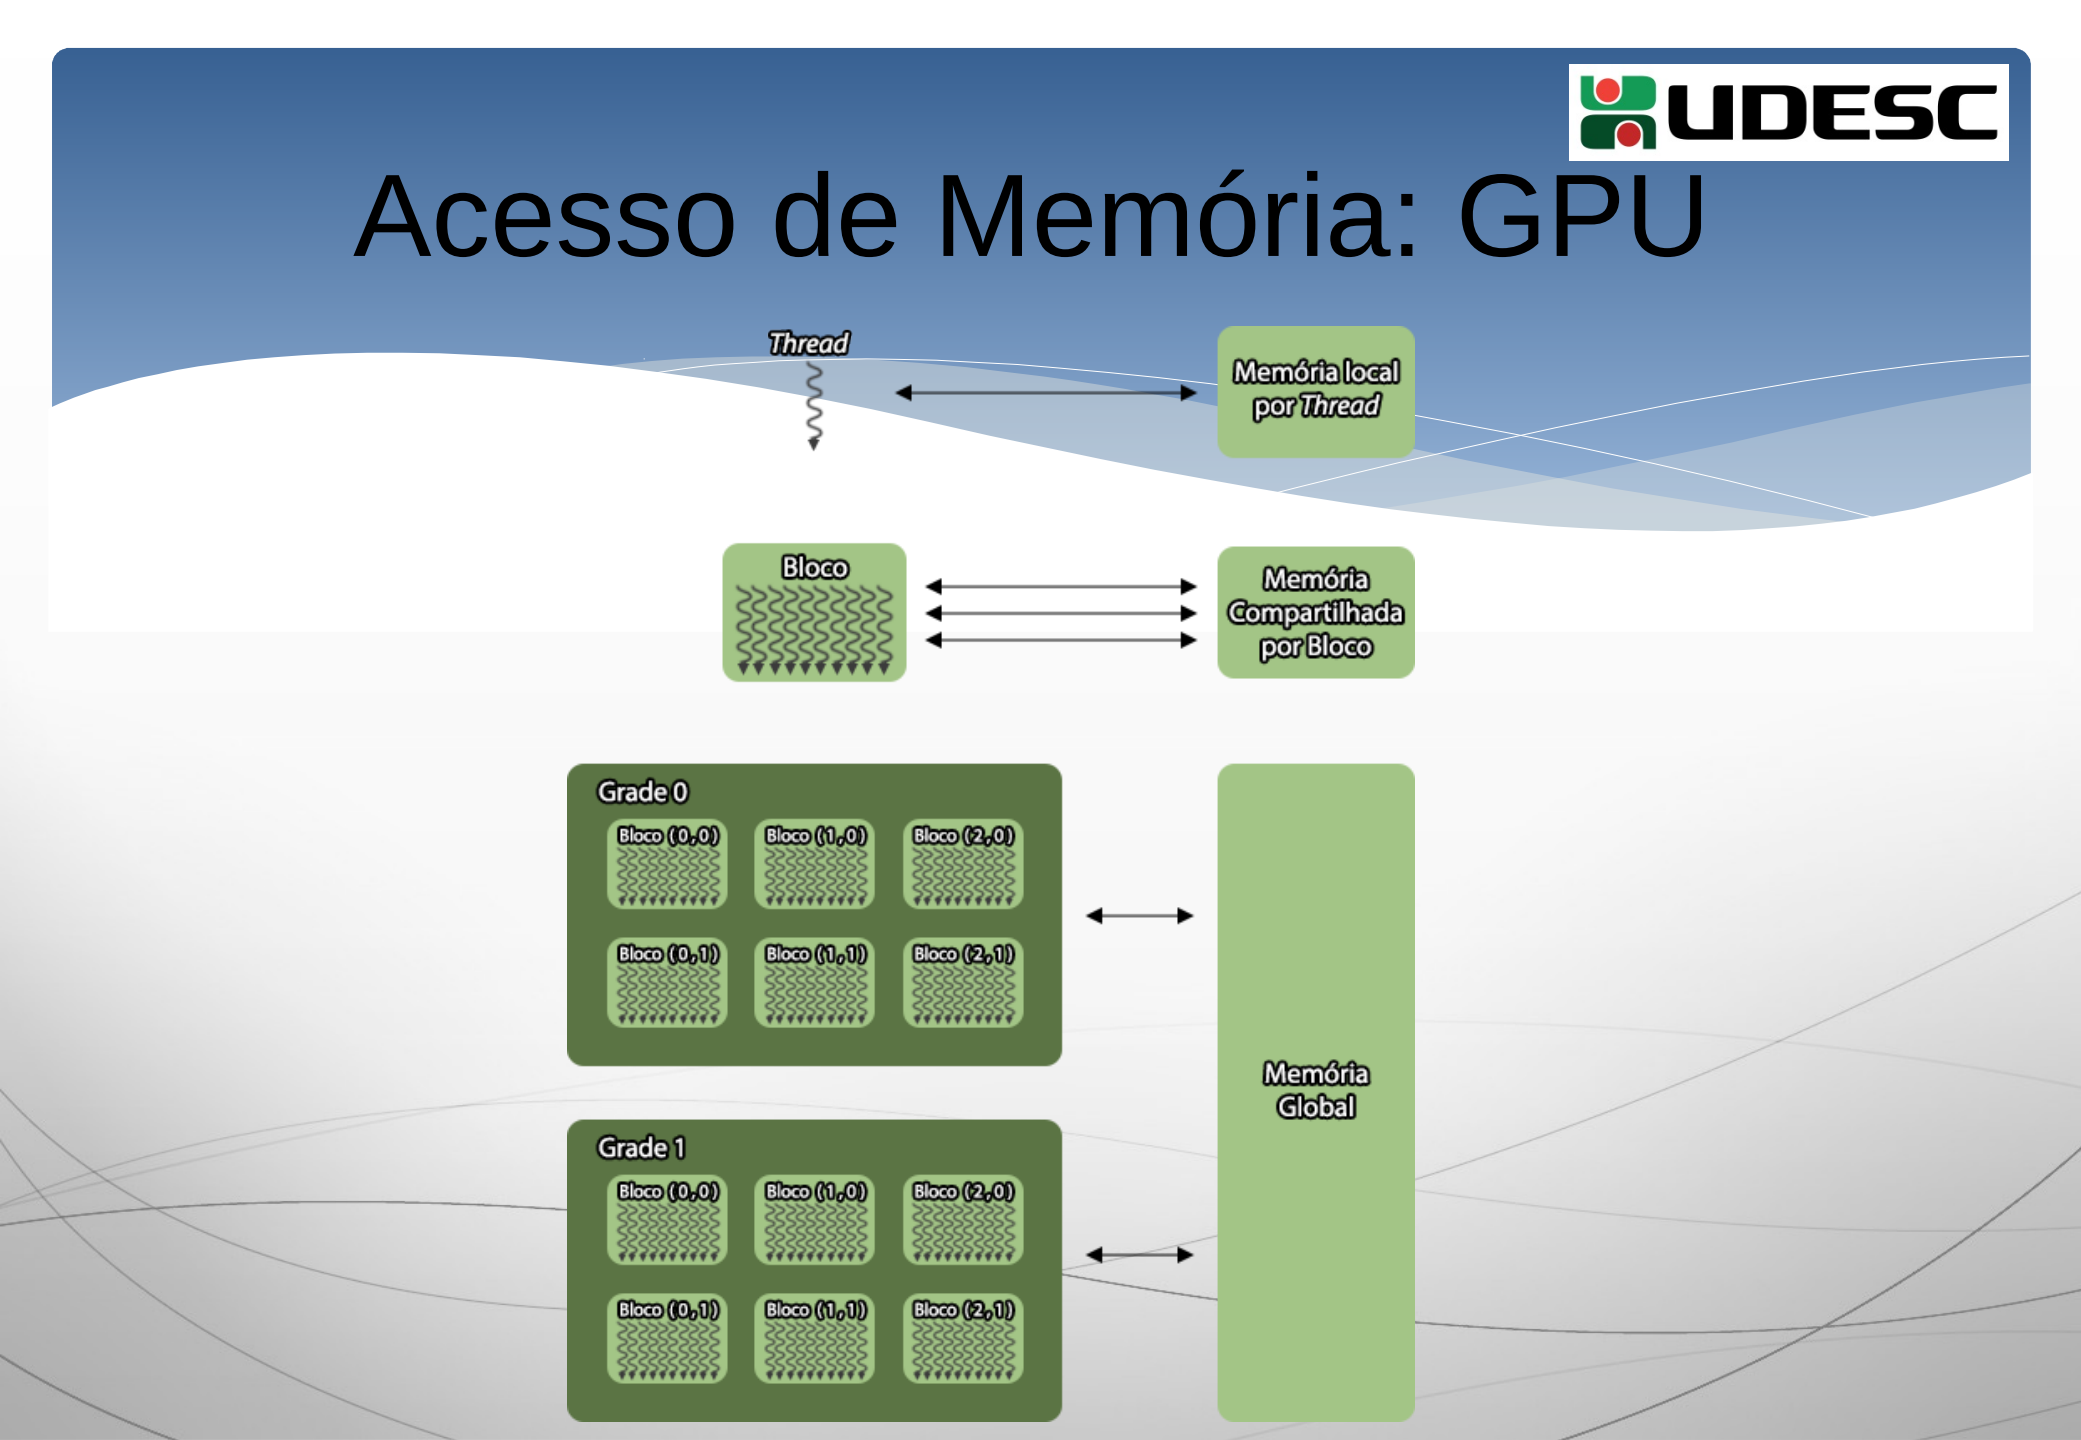 UDESC
Acesso de Memória: GPU
Thread
Memória local
por Thread
Bloco
Memória
Compartilhada
por Bloco
Grade 0
Bloco (0,0) Bloco (1,0) Bloco (2,0)
Bloco (0,1) Bloco (1,1) Bloco (2,1)
Memória
Global
Grade 1
Bloco (0,0) Bloco (1,0) Bloco (2,0)
Bloco (0,1) Bloco (1,1) Bloco (2,1)